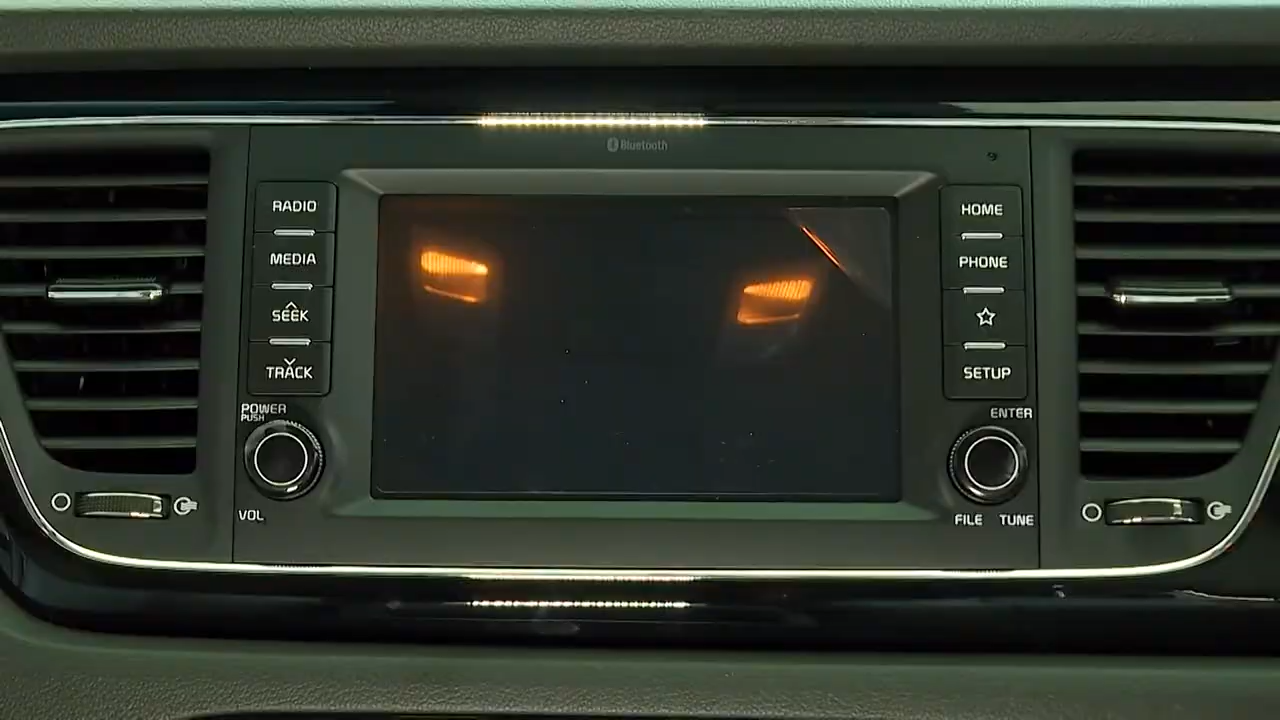 Bluetooth
RADIO
MEDIA
SEEK
TRACK
POWER
PUSH
VOL
HOME
PHONE
SETUP
ENTER
FILE TUNE